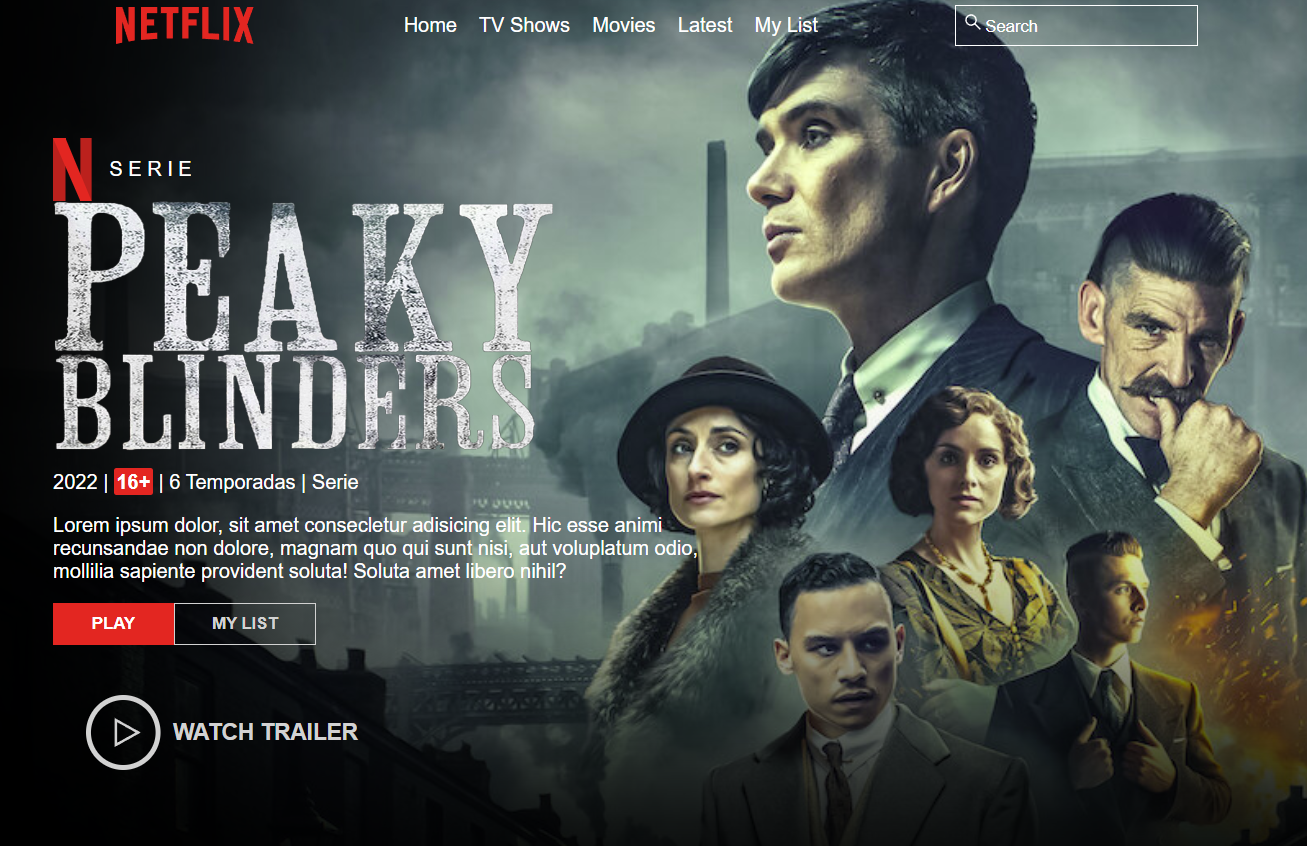 NETFLIX
Home TV Shows Movies Latest My List
Search
N SERIE
PEAKY
BLINDERS
2022 | 16+ | 6 Temporadas | Serie
Lorem ipsum dolor, sit amet consecletur adisicing elit. Hic esse animi
recunsandae non dolore, magnam quo qui sunt nisi, aut voluplatum odio,
mollilia sapiente provident soluta! Soluta amet libero nihil?
PLAY MY LIST
WATCH TRAILER